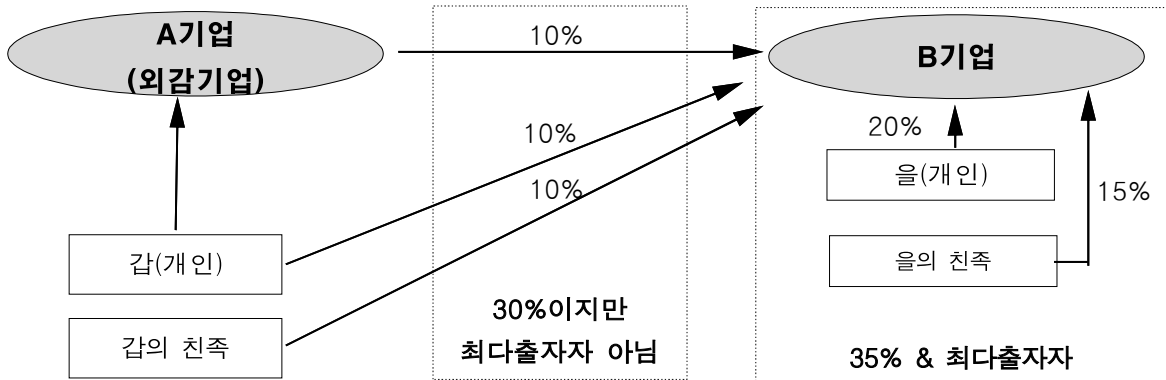 A기업
(외감기업)
10%
B기업
10%
20%
을(개인)
10%
15%
갑(개인)
을의 친족
30%이지만
갑의 친족
최다출자자 아님
35% & 최다출자자